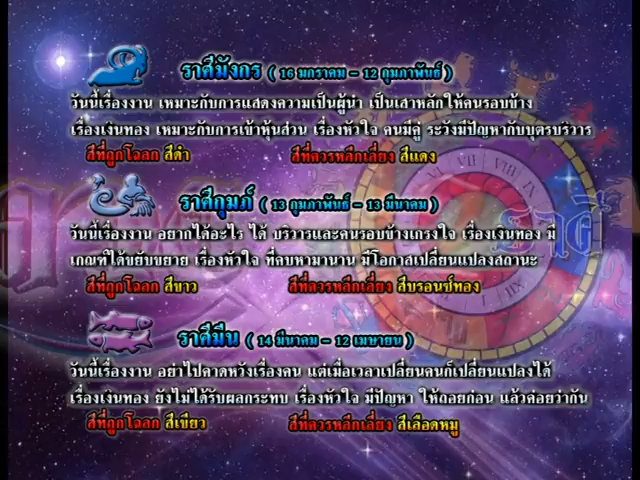 ราศีมังกร ( 16 มกราคม - 12 กุมภาพันธ์ )
วันนี้เรื่องงาน เหมาะกับการแสดงความเป็นผู้นำ เป็นเสาหลักให้คนรอบข้าง
เรื่องเงินทอง เหมาะกับการเข้าหุ้นส่วน เรื่องหัวใจ คนมีคู่ ระวังมีปัญหากับบุตรบริวาร
สีที่ถูกโฉลก สีดำ สีที่ควรหลีกเลี่ยง สีแดง
ราศีกุมภ์ ( 13 กุมภาพันธ์ - 13 มีนาคม )
วันนี้เรื่องงาน อยากได้อะไร ได้ บริวารและคนรอบข้างเกรงใจ เรื่องเงินทอง มี
เกณฑ์ได้ขยับขยาย เรื่องหัวใจ ที่คบหามานาน มีโอกาสเปลี่ยนแปลงสถานะ
สีที่ถูกโฉลก สีขาว สีที่ควรหลีกเลี่ยง สีบรอนซ์ทอง
ราศีมีน ( 14 มีนาคม - 12 เมษายน )
วันนี้เรื่องงาน อย่าไปคาดหวังเรื่องคน แต่เมื่อเวลาเปลี่ยนคนก็เปลี่ยนแปลงได้
เรื่องเงินทอง ยังไม่ได้รับผลกระทบ เรื่องหัวใจ มีปัญหา ให้ถอยก่อน แล้วค่อยว่ากัน
สีที่ถูกโฉลก สีเขียว สีที่ควรหลีกเลี่ยง สีเลือดหมู